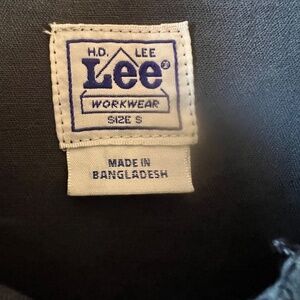 H.D. LEE
Lee®
WORKWEAR
SIZE S
MADE IN
BANGLADESH